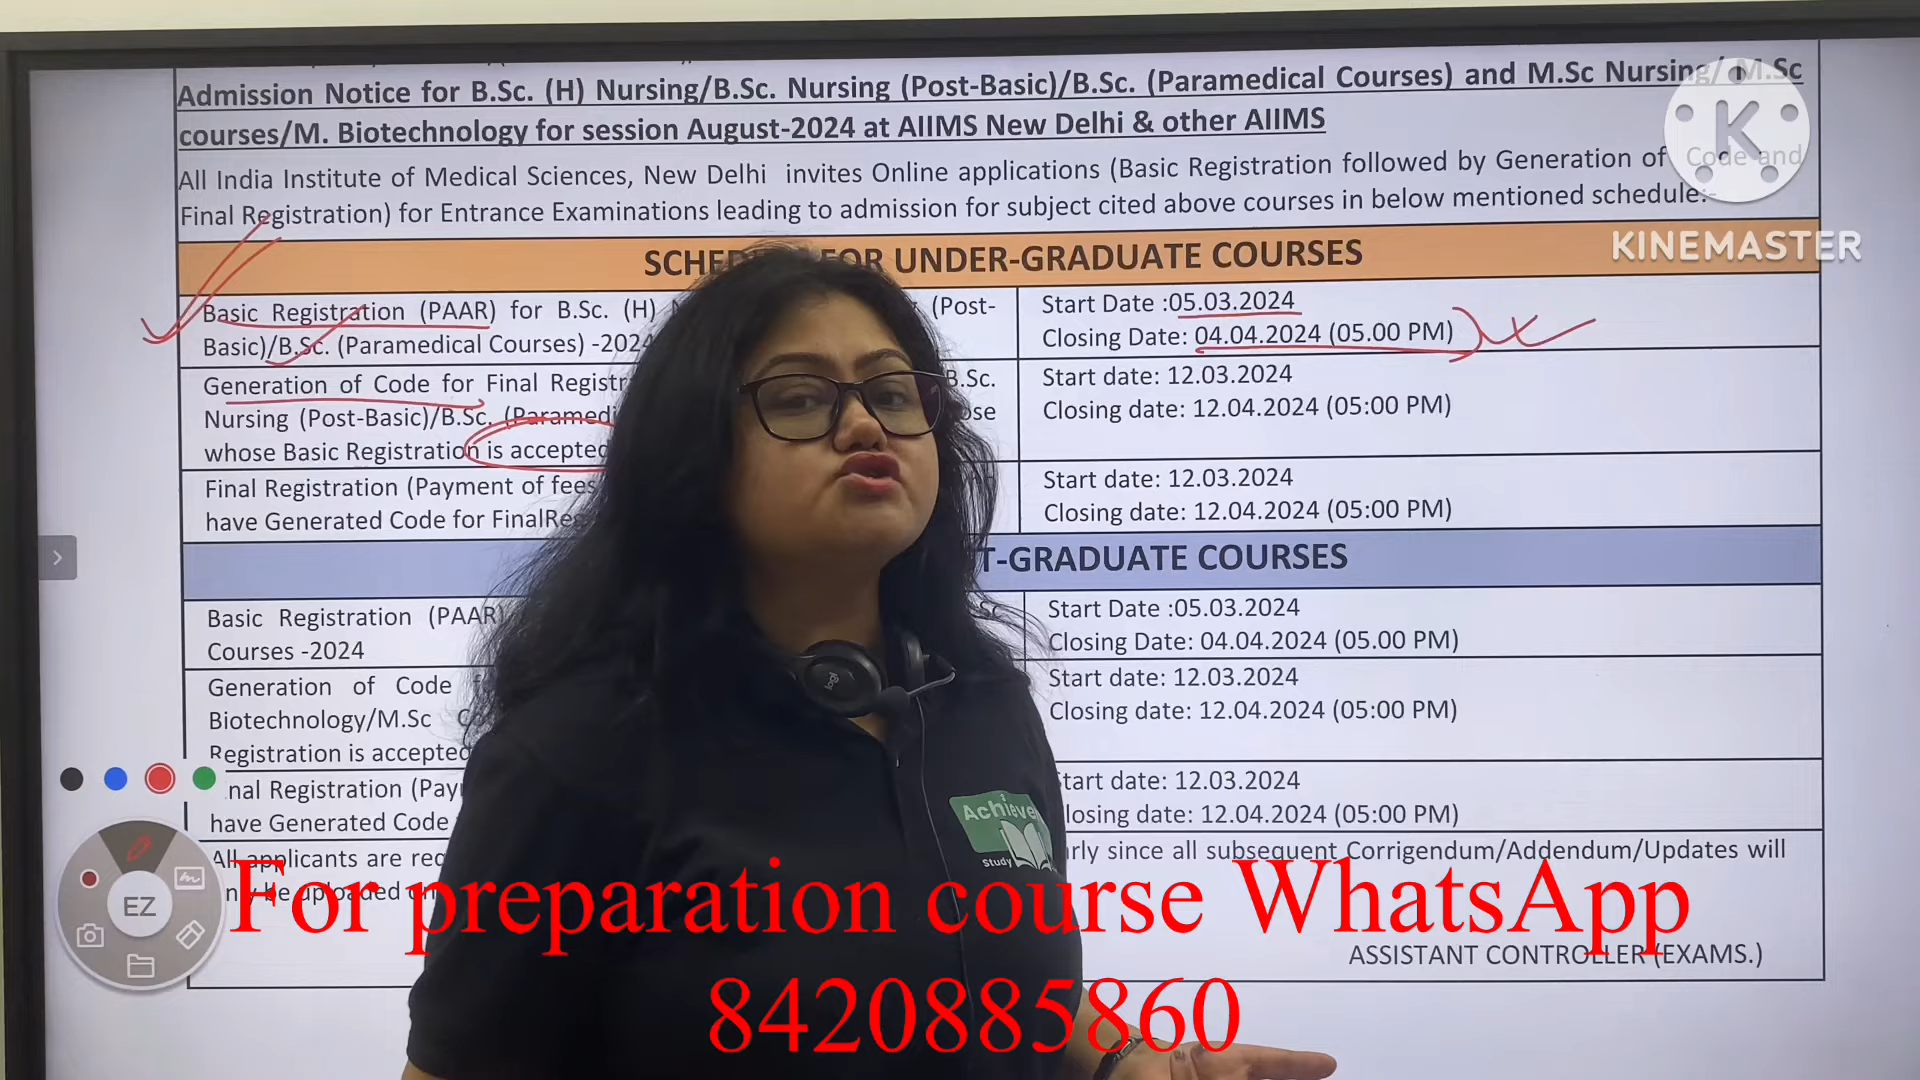 Admission Notice for B.Sc. (H) Nursing/B.Sc. Nursing (Post-Basic)/B.Sc. (Paramedical Courses) and M.Sc Nursing/ M.Sc
courses/M. Biotechnology for session August-2024 at AIIMS New Delhi & other AIIMS
All India Institute of Medical Sciences, New Delhi invites Online applications (Basic Registration followed by Generation of Code and
Final Registration) for Entrance Examinations leading to admission for subject cited above courses in below mentioned schedule:-
K
KINEMASTER
FOR UNDER-GRADUATE COURSES
Basic Registration (PAAR) for B.Sc. (H) (Post-
Basic)/B.Sc. (Paramedical Courses) -2024
Start Date :05.03.2024
Closing Date: 04.04.2024 (05.00 PM)
Generation of Code for Final B.Sc.
Nursing (Post-Basic)/B.Sc.
whose Basic Registration is accepted
Start date: 12.03.2024
Closing date: 12.04.2024 (05:00 PM)
Final Registration (Payment of fees
have Generated Code for
Start date: 12.03.2024
Closing date: 12.04.2024 (05:00 PM)
T-GRADUATE COURSES
Basic Registration (PAAR)
Courses -2024
Start Date :05.03.2024
Closing Date: 04.04.2024 (05.00 PM)
Generation of Code
Biotechnology/M.Sc
Registration is accepted
Start date: 12.03.2024
Closing date: 12.04.2024 (05:00 PM)
nal Registration
have Generated Code
tart date: 12.03.2024
losing date: 12.04.2024 (05:00 PM)
All applicants are since all subsequent Corrigendum/Addendum/Updates will
be uploaded
ASSISTANT CONTROLLER (EXAMS.)
EZ
logi
Achieve
Study
For preparation course WhatsApp
8420885860